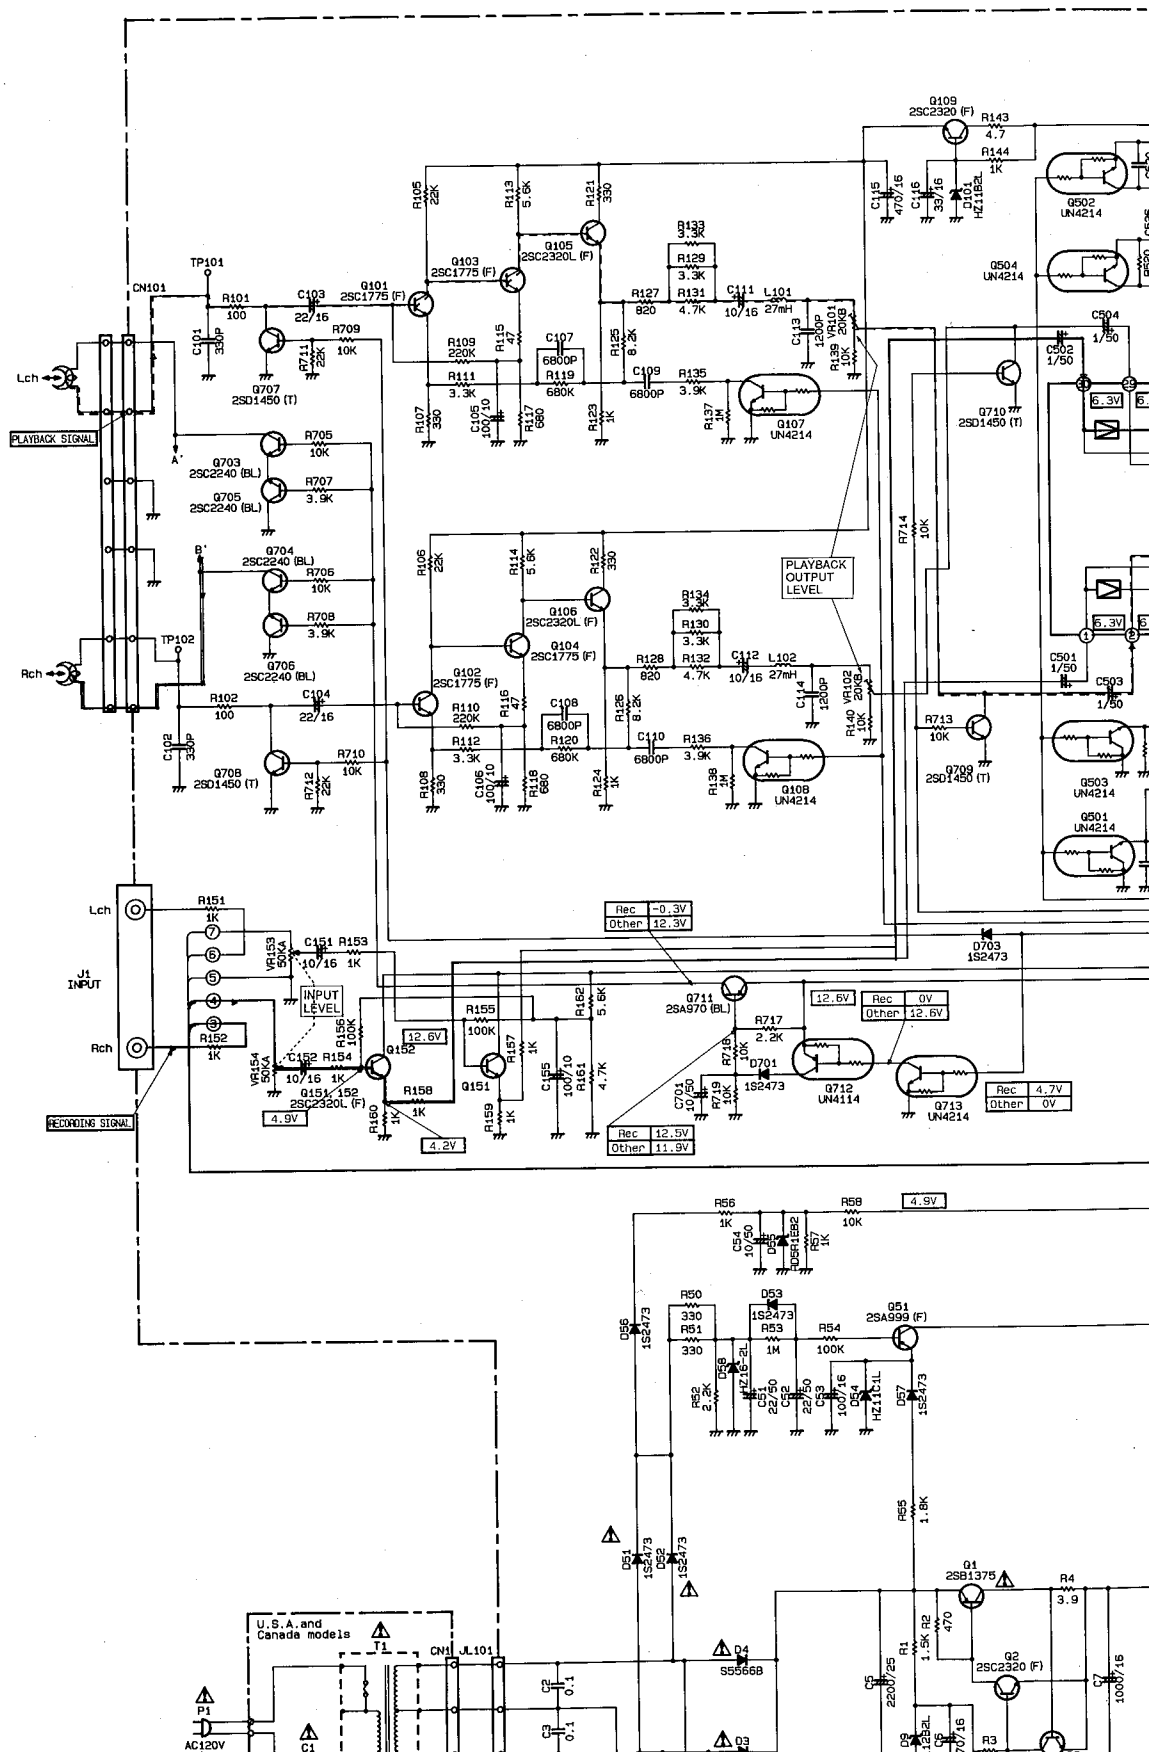 Q109
2SC2320 (F)
R143
4.7
R144
1K
C115
470/16
C116
33/16
D101
HZ11B2L
Q502
UN4214
Q504
UN4214
R105
22K
R113
5.6K
R121
330
Q105
2SC2320L (F)
Q103
2SC1775 (F)
Q101
2SC1775 (F)
R133
3.3K
R129
3.3K
R127
820
R131
4.7K
C111
10/16
L101
27mH
TP101
CN101
R101
100
C103
22/16
R709
10K
C101
330P
R711
22K
Q707
2SD1450 (T)
R109
220K
R115
47
C107
6800P
R125
8.2K
R111
3.3K
R119
680K
C109
6800P
R135
3.9K
C113
1200P
VR101
20KB
R139
10K
R107
330
C105
100/10
R117
680
R123
1K
R137
1M
Q107
UN4214
C504
1/50
C502
1/50
Q710
2SD1450 (T)
30
29
6.3V
Lch
PLAYBACK SIGNAL
A'
R705
10K
Q703
2SC2240 (BL)
Q705
2SC2240 (BL)
R707
3.9K
R714
10K
B'
Q704
2SC2240 (BL)
R706
10K
R708
3.9K
Q706
2SC2240 (BL)
R106
22K
R114
5.6K
R122
330
Q106
2SC2320L (F)
Q104
2SC1775 (F)
Q102
2SC1775 (F)
PLAYBACK
OUTPUT
LEVEL
R134
3.3K
R130
3.3K
R128
820
R132
4.7K
C112
10/16
L102
27mH
TP102
Rch
R102
100
C104
22/16
C102
330P
R710
10K
R712
22K
Q708
2SD1450 (T)
R110
220K
R116
47
C108
6800P
R126
8.2K
R112
3.3K
R120
680K
C110
6800P
R136
3.9K
C114
1200P
VR102
20KB
R140
10K
R108
330
C106
100/10
R118
680
R124
1K
R138
1M
Q108
UN4214
1
2
6.3V
C501
1/50
C503
1/50
R713
10K
Q709
2SD1450 (T)
Q503
UN4214
Q501
UN4214
Lch
J1
INPUT
Rch
R151
1K
7
6
5
4
3
R152
1K
VR153
50KA
C151
10/16
R153
1K
INPUT
LEVEL
VR154
50KA
C152
10/16
R154
1K
R156
100K
12.6V
Q152
Q151, 152
2SC2320L (F)
4.9V
R160
1K
R158
1K
4.2V
R155
100K
Q151
R159
1K
R157
1K
C155
100/10
R162
5.6K
R161
4.7K
RECORDING SIGNAL
Rec -0.3V
Other 12.3V
Q711
2SA970 (BL)
R717
2.2K
R718
10K
D701
1S2473
C701
10/50
R719
10K
12.6V
Rec 0V
Other 12.6V
Q712
UN4114
Q713
UN4214
D703
1S2473
Rec 4.7V
Other 0V
Rec 12.5V
Other 11.9V
R56
1K
C54
10/50
D55
RD5R1EB2
R57
1K
R58
10K
4.9V
D56
1S2473
R50
330
R51
330
D53
1S2473
R53
1M
R54
100K
Q51
2SA999 (F)
R52
2.2K
D58
HZ16-2L
C51
22/50
C52
22/50
C53
100/16
D54
HZ11C1L
D57
1S2473
R55
1.8K
D51
1S2473
D52
1S2473
Q1
2SB1375
R4
3.9
R2
470
R1
1.5K
Q2
2SC2320 (F)
C5
2200/25
C7
1000/16
D9
C6
R3
U.S.A.and
Canada models
T1
CN1
JL101
C2
0.1
C3
0.1
D4
S5566B
D3
P1
AC120V
C1